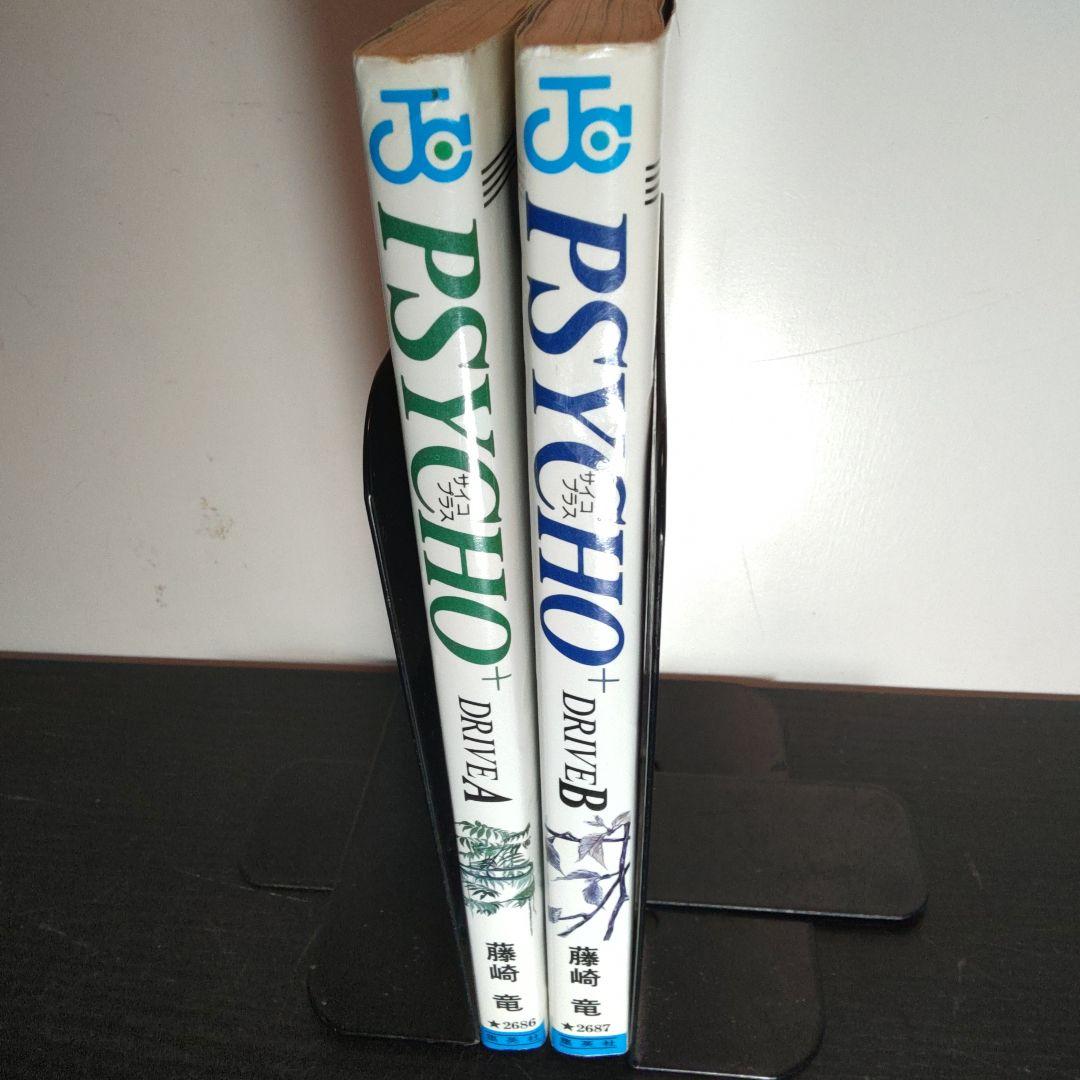 JC
PSYCHO+
サイコ
プラス
DRIVE A
藤崎 竜
★2686
集英社
JC
PSYCHO+
サイコ
プラス
DRIVE B
藤崎 竜
★2687
集英社